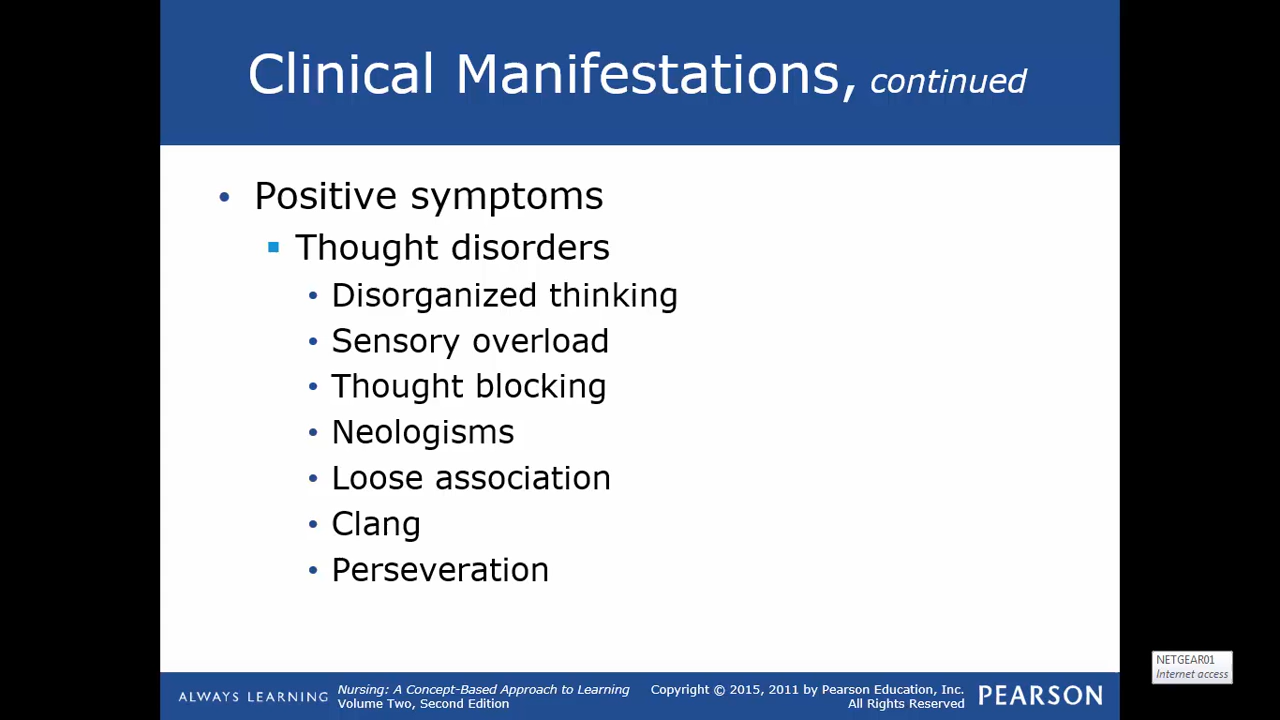 Clinical Manifestations, continued
• Positive symptoms
▪ Thought disorders
• Disorganized thinking
• Sensory overload
• Thought blocking
• Neologisms
• Loose association
• Clang
• Perseveration
NETGEAR01
Internet access
ALWAYS LEARNING
Nursing: A Concept-Based Approach to Learning
Volume Two, Second Edition
Copyright © 2015, 2011 by Pearson Education, Inc.
All Rights Reserved
PEARSON